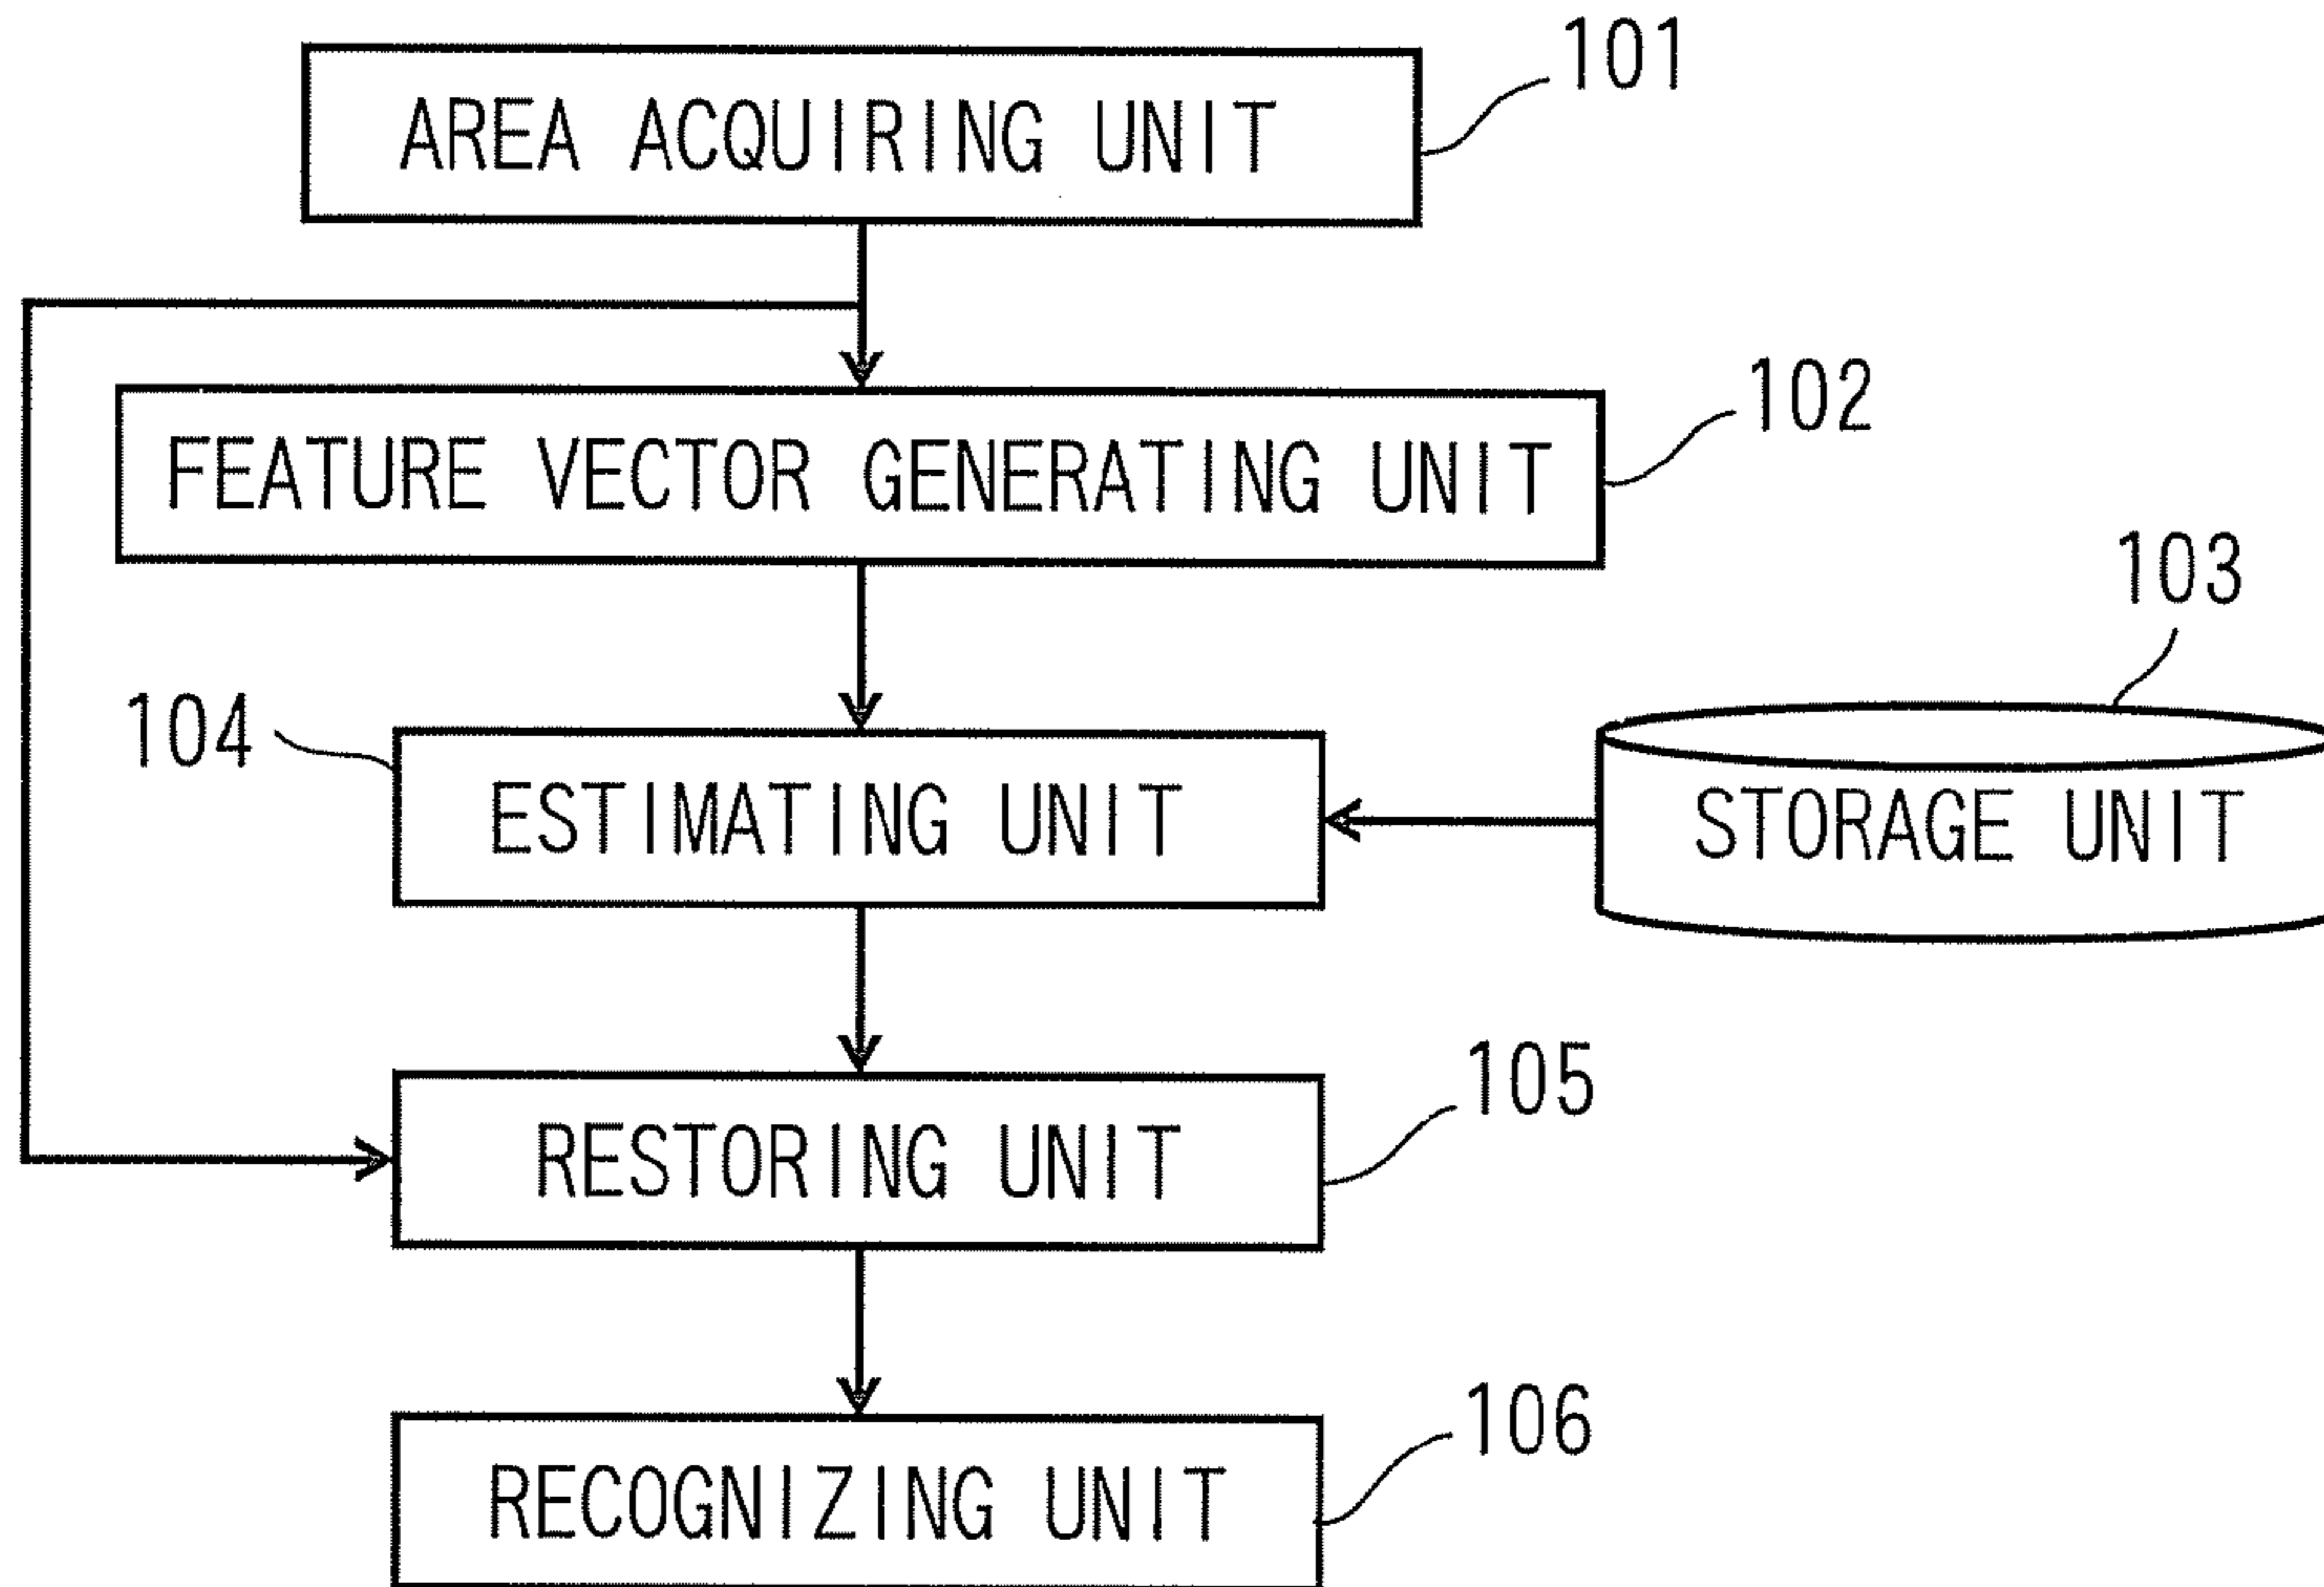 101
AREA ACQUIRING UNIT
102
FEATURE VECTOR GENERATING UNIT
103
104
ESTIMATING UNIT
STORAGE UNIT
105
RESTORING UNIT
106
RECOGNIZING UNIT